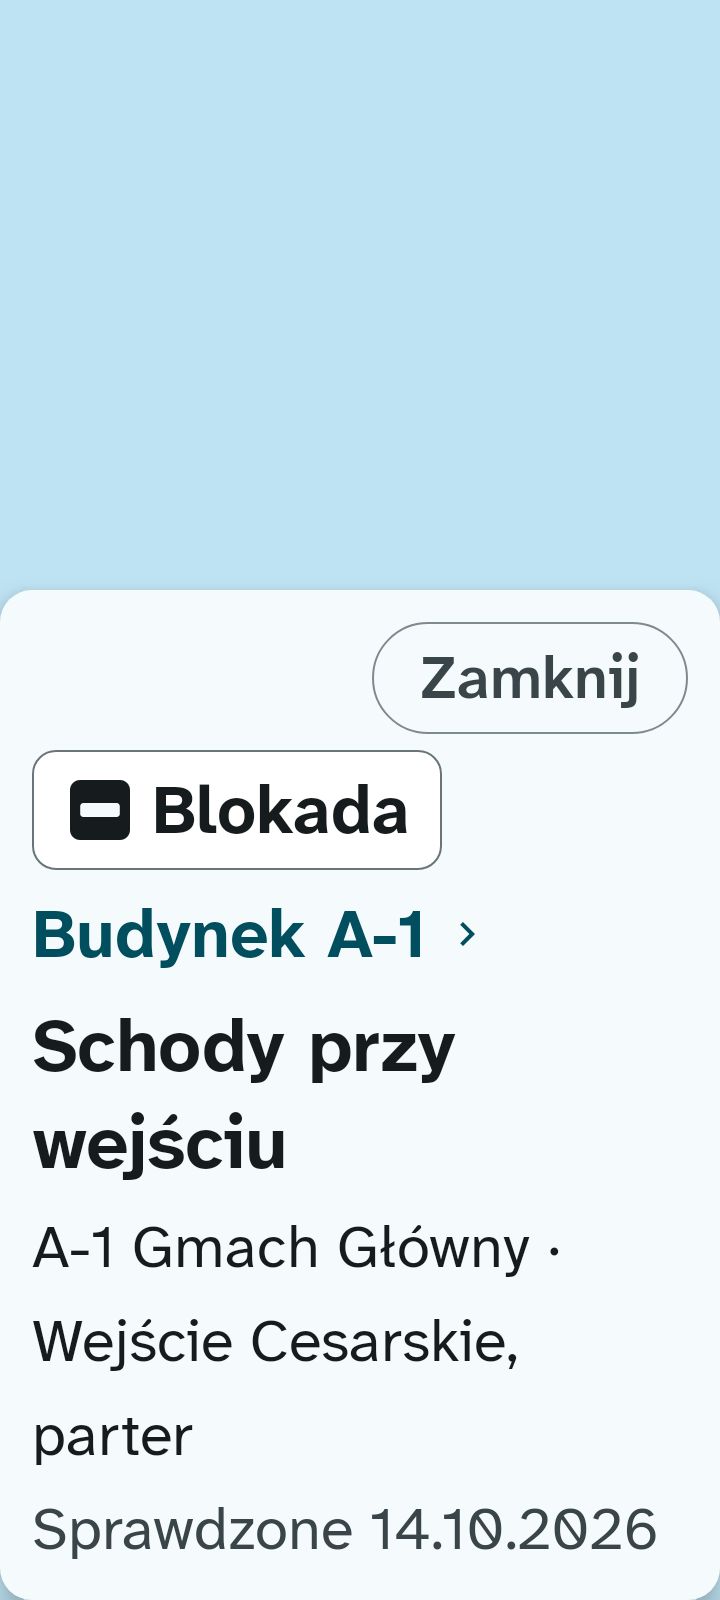 Zamknij
Blokada
Budynek A-1
Schody przy
wejściu
A-1 Gmach Główny ·
Wejście Cesarskie,
parter
Sprawdzone 14.10.2026